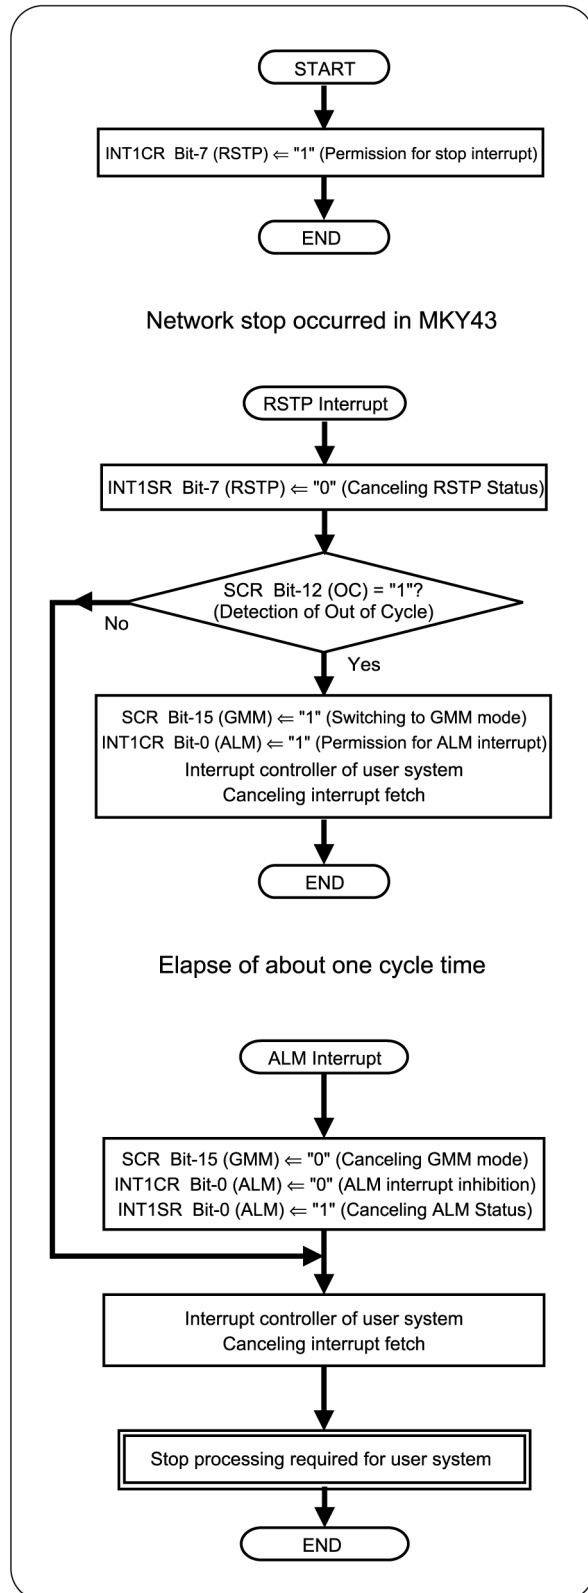 START
INT1CR Bit-7 (RSTP) ⇐ "1" (Permission for stop interrupt)
END
Network stop occurred in MKY43
RSTP Interrupt
INT1SR Bit-7 (RSTP) ⇐ "0" (Canceling RSTP Status)
SCR Bit-12 (OC) = "1"?
(Detection of Out of Cycle)
No
Yes
SCR Bit-15 (GMM) ⇐ "1" (Switching to GMM mode)
INT1CR Bit-0 (ALM) ⇐ "1" (Permission for ALM interrupt)
Interrupt controller of user system
Canceling interrupt fetch
END
Elapse of about one cycle time
ALM Interrupt
SCR Bit-15 (GMM) ⇐ "0" (Canceling GMM mode)
INT1CR Bit-0 (ALM) ⇐ "0" (ALM interrupt inhibition)
INT1SR Bit-0 (ALM) ⇐ "1" (Canceling ALM Status)
Interrupt controller of user system
Canceling interrupt fetch
Stop processing required for user system
END